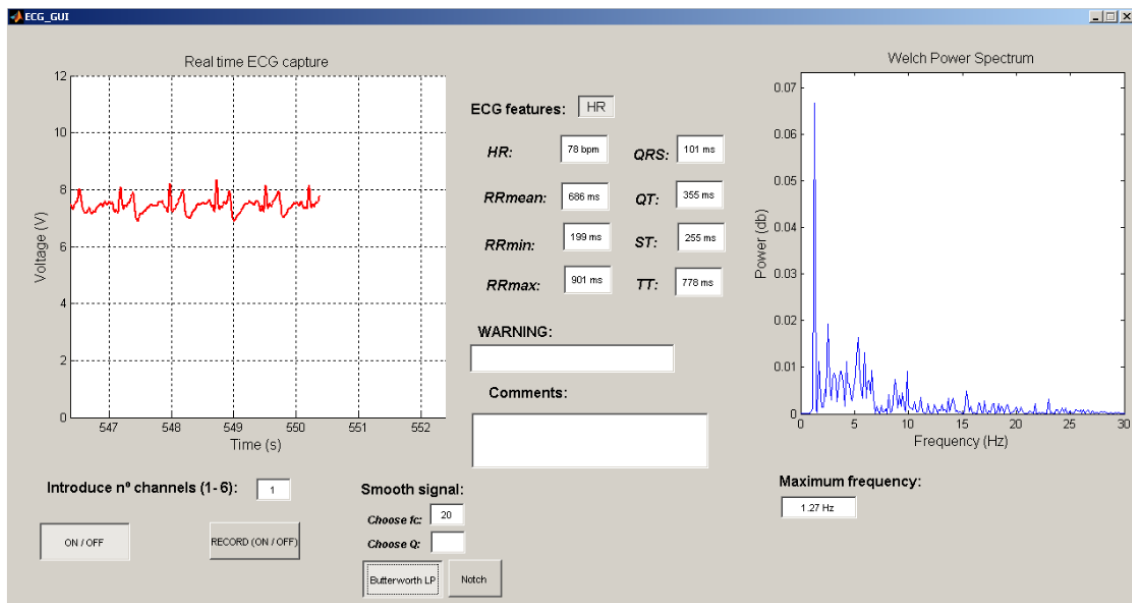 ECG_GUI
Real time ECG capture
12
10
8
6
4
2
0
Voltage (V)
547 548 549 550 551 552
Time (s)
ECG features: HR
HR: 78 bpm QRS: 101 ms
RRmean: 686 ms QT: 355 ms
RRmin: 199 ms ST: 255 ms
RRmax: 901 ms TT: 778 ms
WARNING:
Comments:
Welch Power Spectrum
0.07
0.06
0.05
0.04
0.03
0.02
0.01
0
Power (db)
0 5 10 15 20 25 30
Frequency (Hz)
Introduce nº channels (1- 6): 1
ON / OFF
RECORD (ON / OFF)
Smooth signal:
Choose fc: 20
Choose Q:
Butterworth LP
Notch
Maximum frequency:
1.27 Hz